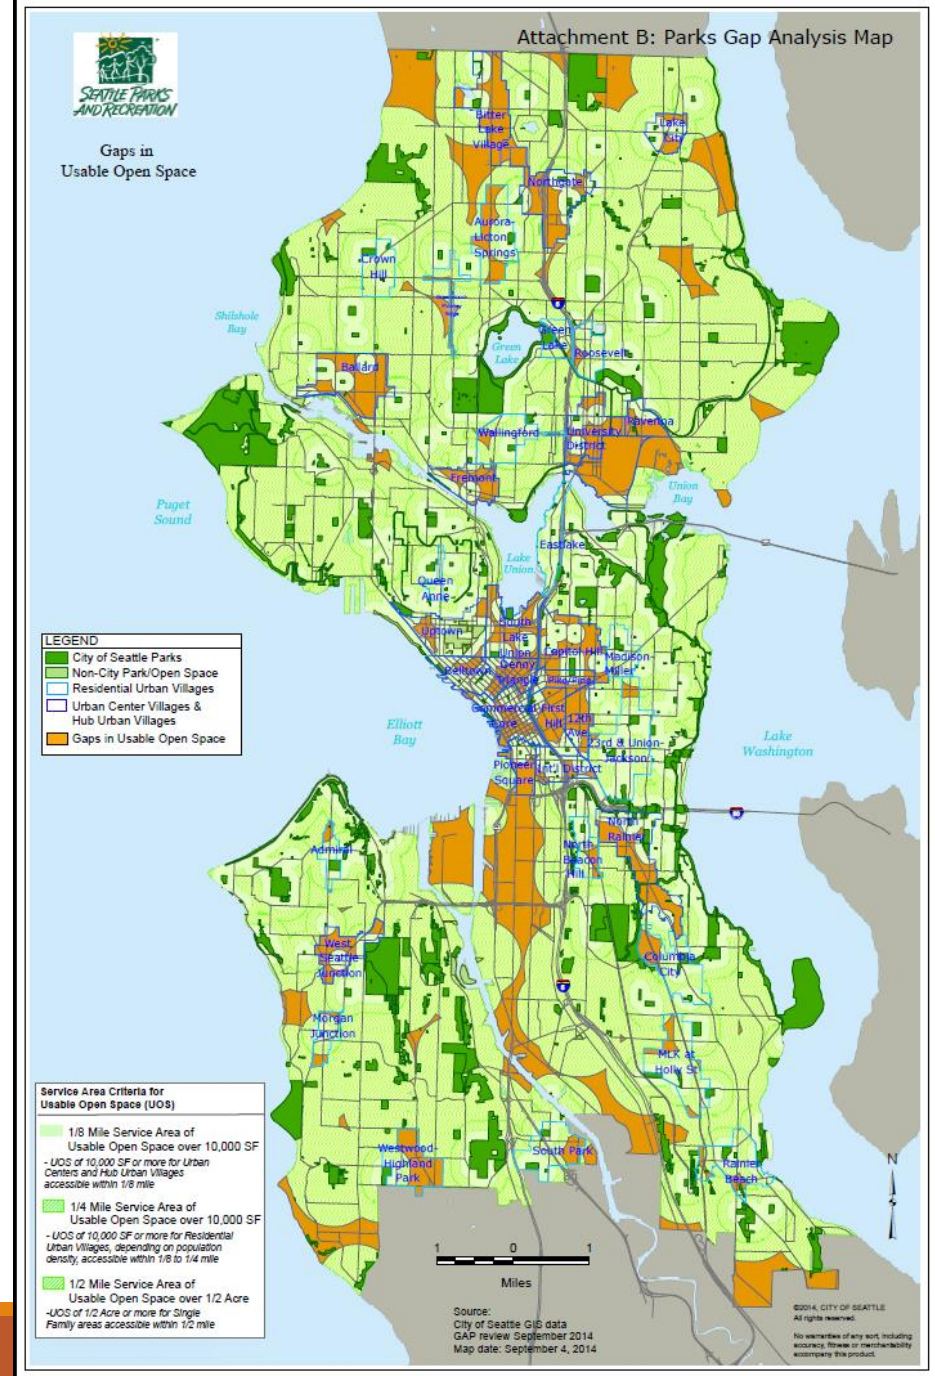 Attachment B: Parks Gap Analysis Map
SEATTLE PARKS
AND RECREATION
Gaps in
Usable Open Space
Bitter
Lake
Village
Lake
City
Northgate
Aurora-
Licton
Springs
Crown
Hill
Shilshole
Bay
Green
Lake
Green
Lake
Roosevelt
Ballard
Ravenna
Wallingford
University
District
Fremont
Union
Bay
Puget
Sound
Eastlake
Lake
Union
Queen
Anne
Uptown
South
Lake
Union
Capitol Hill
Madison-
Miller
Denny
Triangle
Belltown
Pike/Pine
Commercial
Core
First
Hill
12th
Ave
23rd & Union-
Jackson
Elliott
Bay
Lake
Washington
Pioneer
Square
Int'l District
LEGEND
City of Seattle Parks
Non-City Park/Open Space
Residential Urban Villages
Urban Center Villages &
Hub Urban Villages
Gaps in Usable Open Space
North
Rainier
North
Beacon
Hill
Admiral
West
Seattle
Junction
Columbia
City
Morgan
Junction
MLK at
Holly St
Westwood-
Highland
Park
South Park
Rainier
Beach
Service Area Criteria for
Usable Open Space (UOS)
1/8 Mile Service Area of
Usable Open Space over 10,000 SF
- UOS of 10,000 SF or more for Urban
Centers and Hub Urban Villages
accessible within 1/8 mile
1/4 Mile Service Area of
Usable Open Space over 10,000 SF
- UOS of 10,000 SF or more for Residential
Urban Villages, depending on population
density, accessible within 1/8 to 1/4 mile
1/2 Mile Service Area of
Usable Open Space over 1/2 Acre
-UOS of 1/2 Acre or more for Single
Family areas accessible within 1/2 mile
N
1 0 1
Miles
Source:
City of Seattle GIS data
GAP review September 2014
Map date: September 4, 2014
©2014, CITY OF SEATTLE
All rights reserved.
No warranties of any sort, including
accuracy, fitness or merchantability
accompany this product.